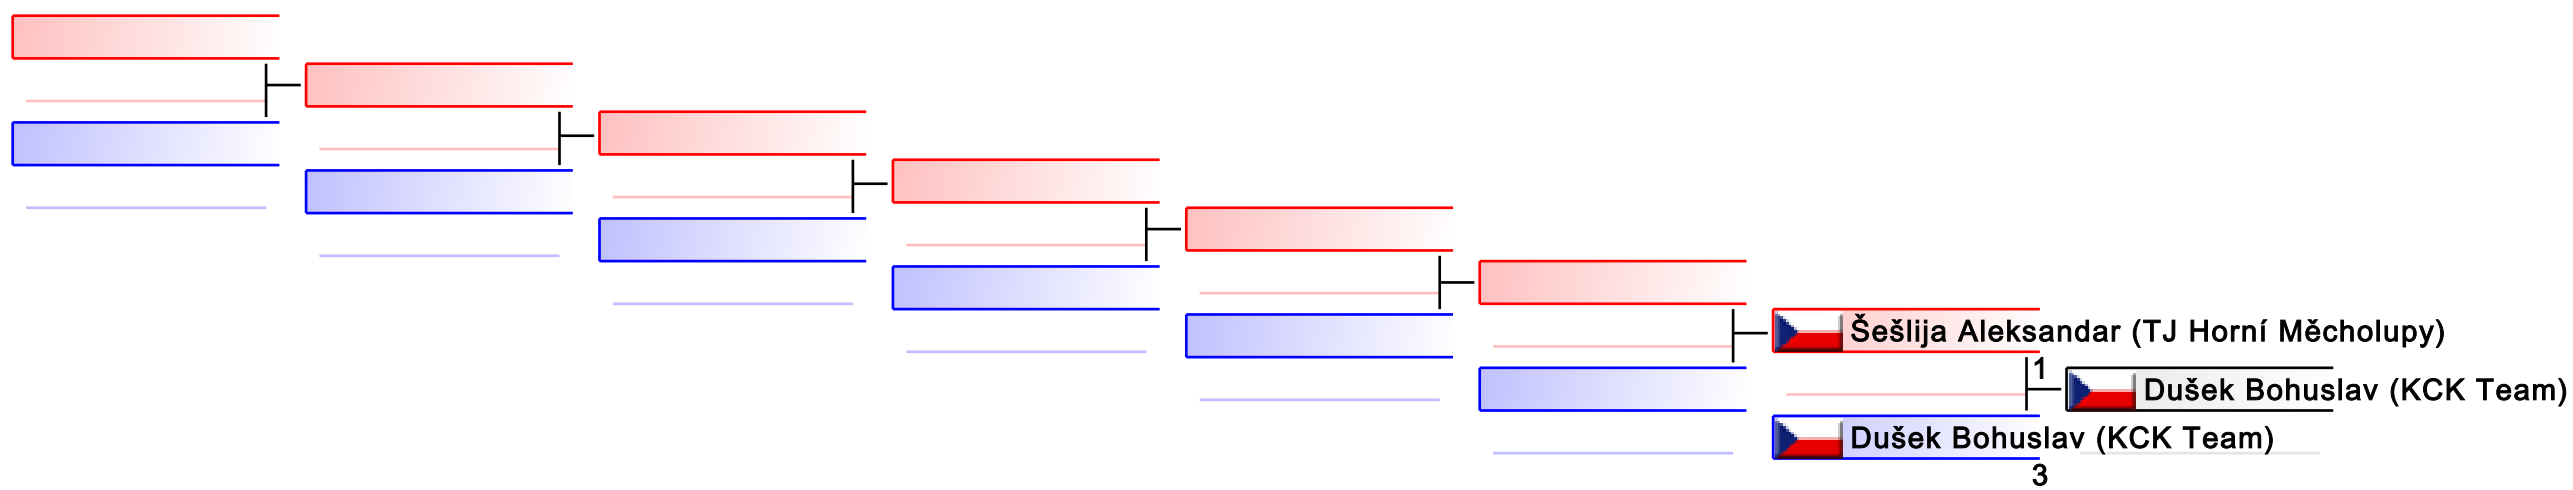 Šešlija Aleksandar (TJ Horní Měcholupy)
1
Dušek Bohuslav (KCK Team)
Dušek Bohuslav (KCK Team)
3